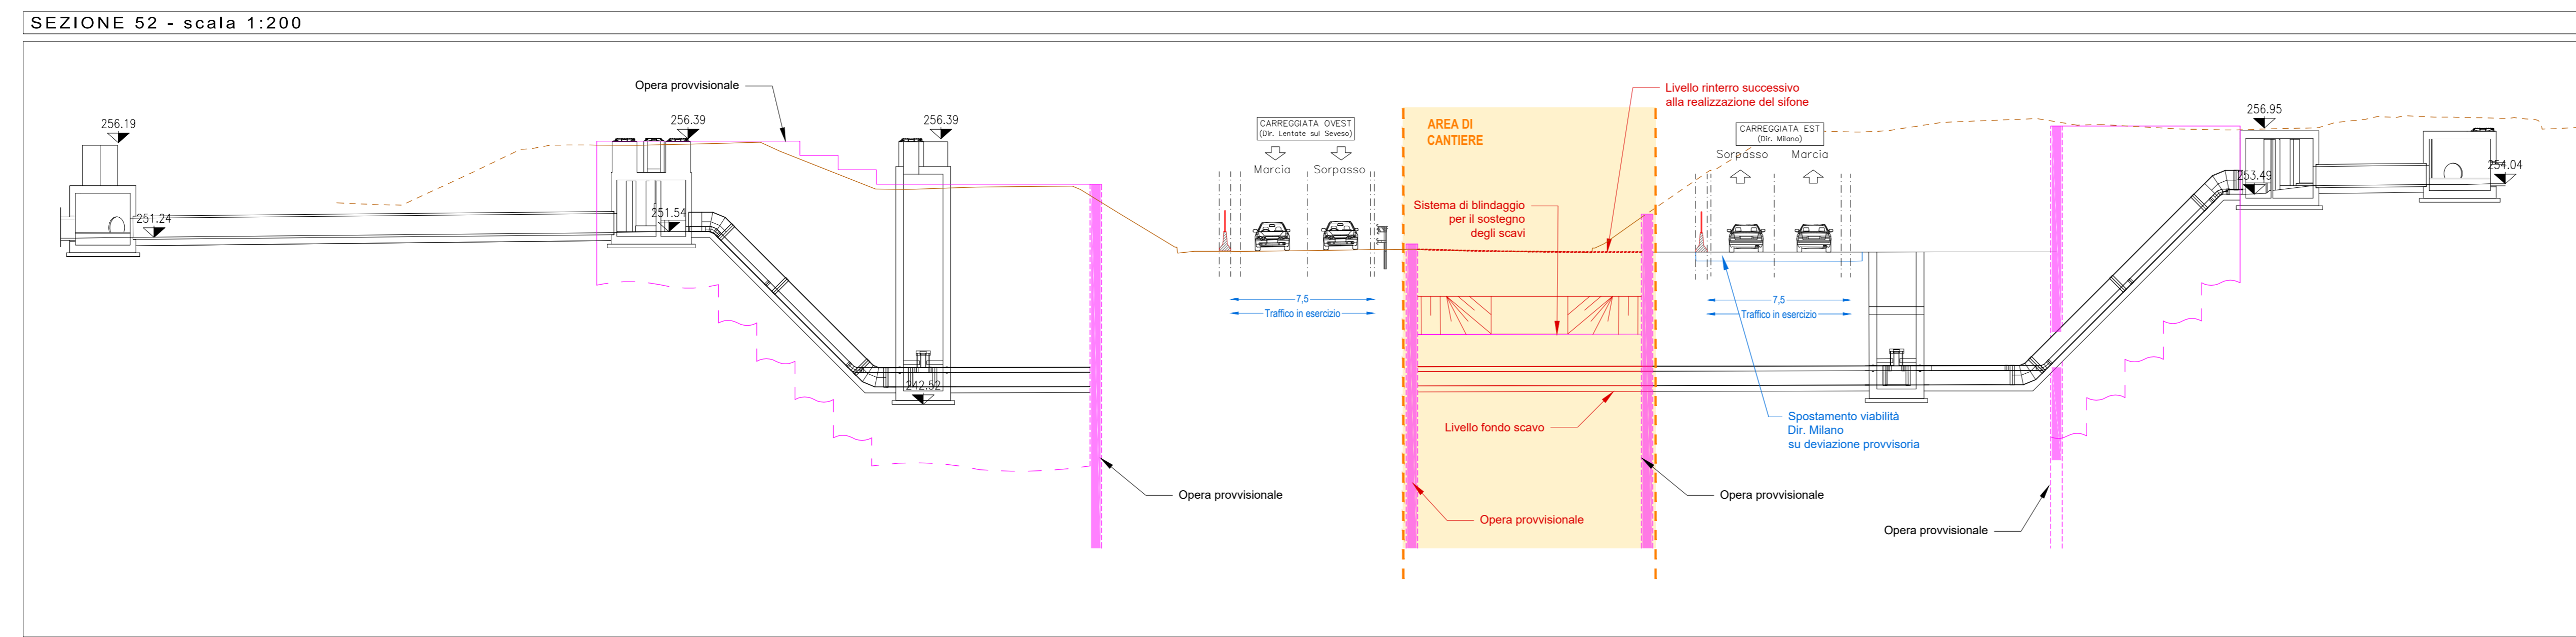 SEZIONE 52 - scala 1:200
Opera provvisionale
256.19
256.39
256.39
251.24
251.54
242.52
CARREGGIATA OVEST
(Dir. Lentate sul Seveso)
Marcia
Sorpasso
7,5
Traffico in esercizio
Opera provvisionale
AREA DI
CANTIERE
Livello rinterro successivo
alla realizzazione del sifone
Sistema di blindaggio
per il sostegno
degli scavi
Livello fondo scavo
Opera provvisionale
CARREGGIATA EST
(Dir. Milano)
Sorpasso
Marcia
7,5
Traffico in esercizio
Spostamento viabilità
Dir. Milano
su deviazione provvisoria
Opera provvisionale
Opera provvisionale
256.95
253.49
254.04